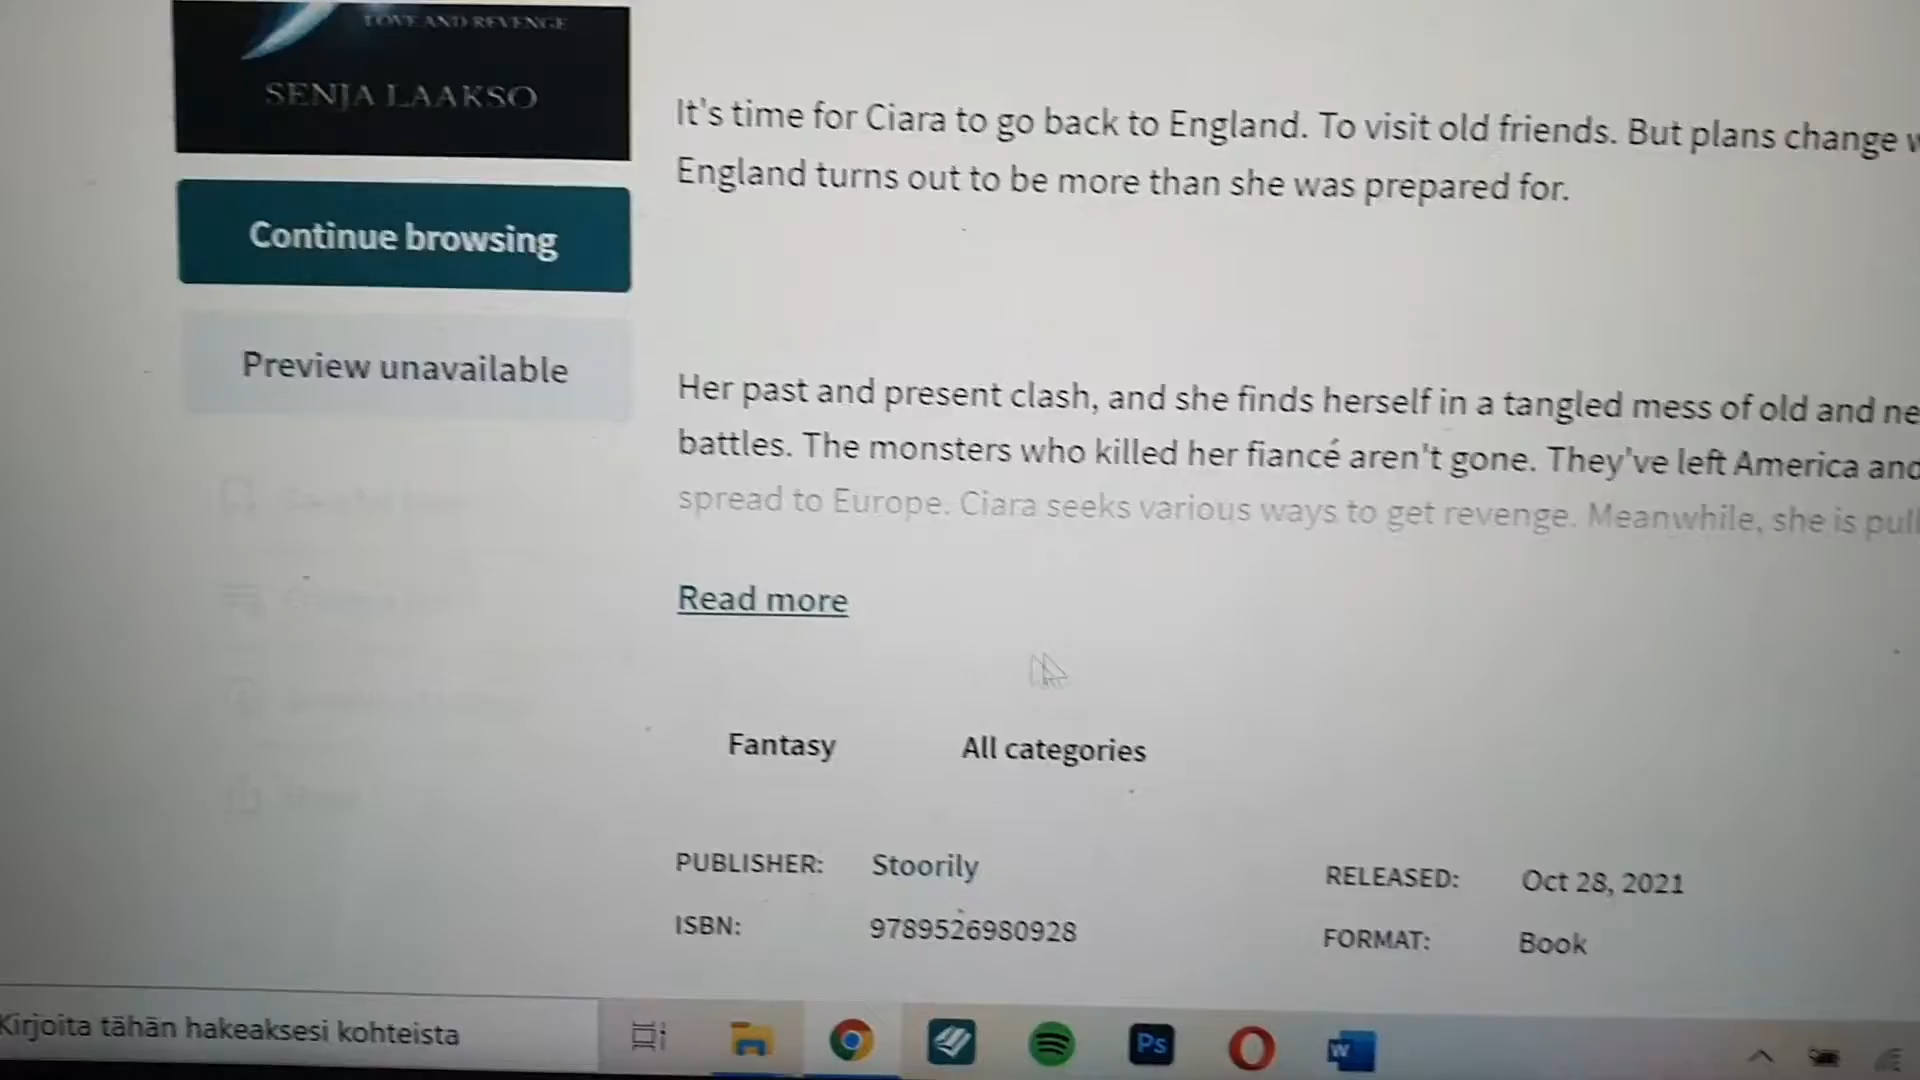 LOVE AND REVENGE
SENJA LAAKSO
It's time for Ciara to go back to England. To visit old friends. But plans change
England turns out to be more than she was prepared for.
Continue browsing
Preview unavailable
Her past and present clash, and she finds herself in a tangled mess of old and ne
battles. The monsters who killed her fiancé aren't gone. They've left America and
spread to Europe. Ciara seeks various ways to get revenge. Meanwhile, she is pull
Read more
Fantasy All categories
PUBLISHER: Stoorily RELEASED: Oct 28, 2021
ISBN: 9789526980928 FORMAT: Book
Kirjoita tähän hakeaksesi kohteista
Ps
W